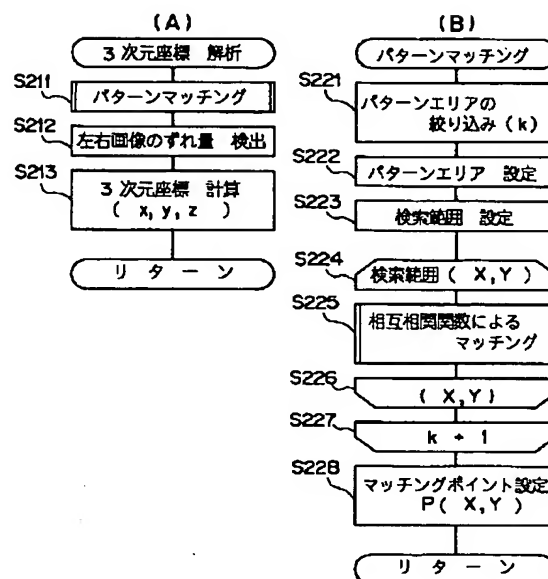 (A)
3次元座標 解析
S211
パターンマッチング
S212
左右画像のずれ量 検出
S213
3次元座標 計算
( x, y, z )
リ タ ー ン
(B)
パターンマッチング
S221
パターンエリアの
絞り込み (k)
S222
パターンエリア 設定
S223
検索範囲 設定
S224
検索範囲 ( X, Y )
S225
相互相関関数による
マッチング
S226
( X, Y )
S227
k + 1
S228
マッチングポイント設定
P( X, Y )
リ タ ー ン